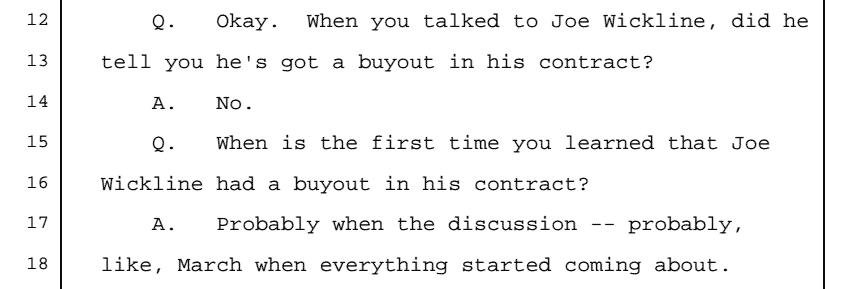 12 Q. Okay. When you talked to Joe Wickline, did he
13 tell you he's got a buyout in his contract?
14 A. No.
15 Q. When is the first time you learned that Joe
16 Wickline had a buyout in his contract?
17 A. Probably when the discussion -- probably,
18 like, March when everything started coming about.